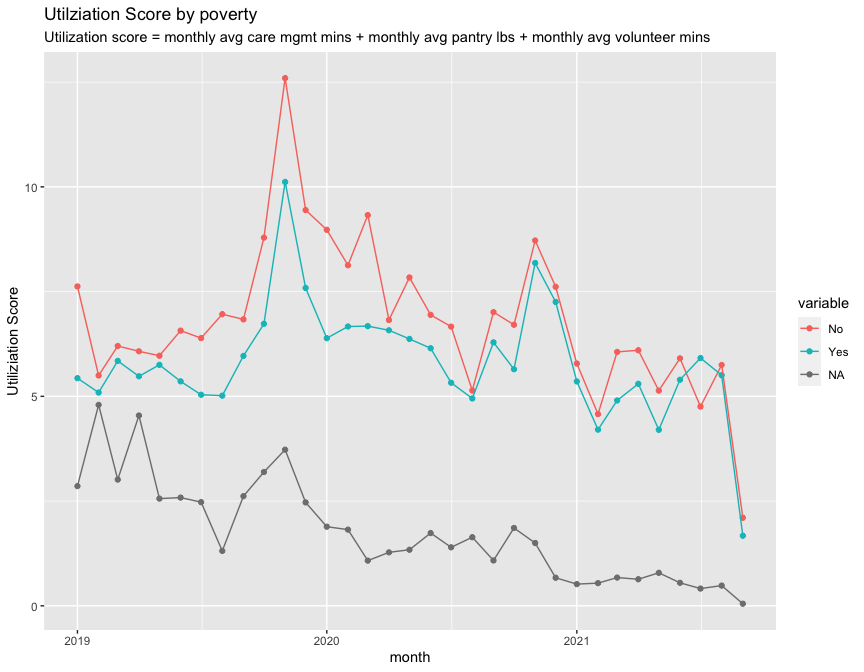 Utilziation Score by poverty
Utilization score = monthly avg care mgmt mins + monthly avg pantry lbs + monthly avg volunteer mins
10
5
0
Utilziation Score
2019
2020
2021
month
variable
No
Yes
NA